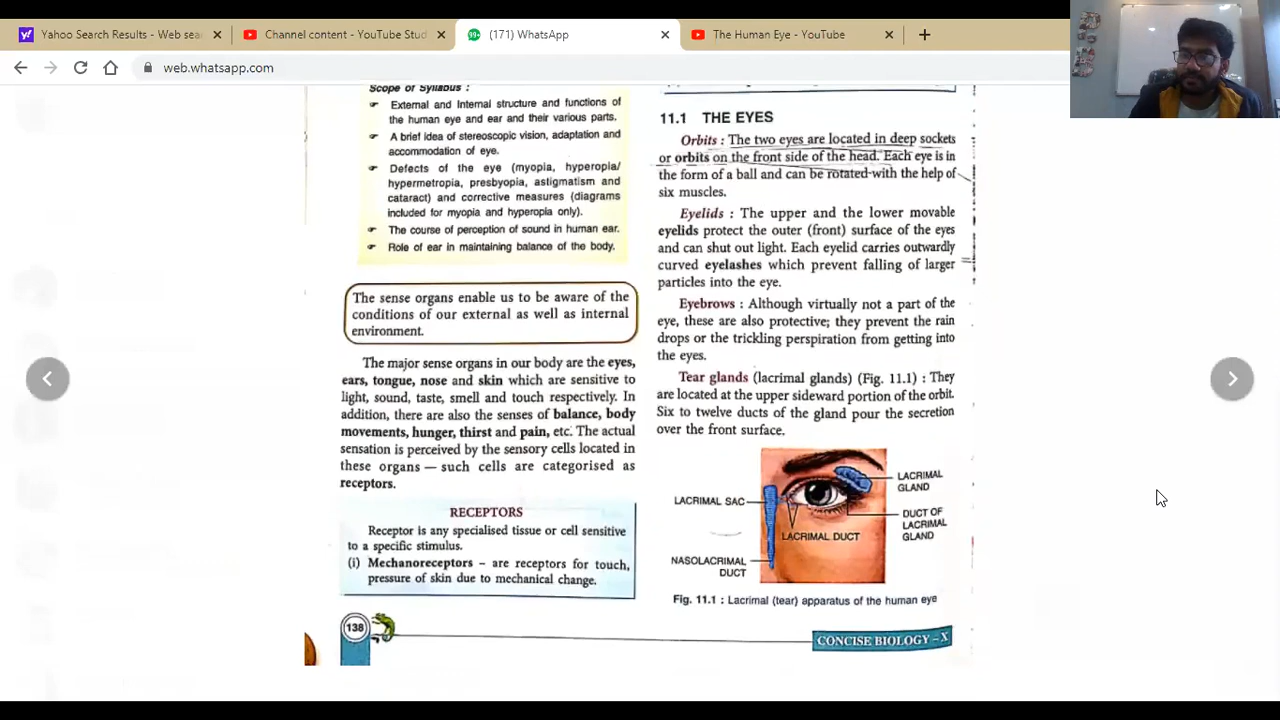 Yahoo Search Results - Web sea
Channel content - YouTube Stud
(171) WhatsApp
The Human Eye - YouTube
web.whatsapp.com
Scope of Syllabus :
External and Internal structure and functions of
the human eye and ear and their various parts.
A brief idea of stereoscopic vision, adaptation and
accommodation of eye.
Defects of the eye (myopia, hyperopia/
hypermetropia, presbyopia, astigmatism and
cataract) and corrective measures (diagrams
included for myopia and hyperopia only).
The course of perception of sound in human ear.
Role of ear in maintaining balance of the body.
The sense organs enable us to be aware of the
conditions of our external as well as internal
environment.
The major sense organs in our body are the eyes,
ears, tongue, nose and skin which are sensitive to
light, sound, taste, smell and touch respectively. In
addition, there are also the senses of balance, body
movements, hunger, thirst and pain, etc. The actual
sensation is perceived by the sensory cells located in
these organs — such cells are categorised as
receptors.
RECEPTORS
Receptor is any specialised tissue or cell sensitive
to a specific stimulus.
(i) Mechanoreceptors – are receptors for touch,
pressure of skin due to mechanical change.
138
11.1 THE EYES
Orbits : The two eyes are located in deep sockets
or orbits on the front side of the head. Each eye is in
the form of a ball and can be rotated with the help of
six muscles.
Eyelids : The upper and the lower movable
eyelids protect the outer (front) surface of the eyes
and can shut out light. Each eyelid carries outwardly
curved eyelashes which prevent falling of larger
particles into the eye.
Eyebrows : Although virtually not a part of the
eye, these are also protective; they prevent the rain
drops or the trickling perspiration from getting into
the eyes.
Tear glands (lacrimal glands) (Fig. 11.1) : They
are located at the upper sideward portion of the orbit.
Six to twelve ducts of the gland pour the secretion
over the front surface.
LACRIMAL
GLAND
LACRIMAL SAC
DUCT OF
LACRIMAL
GLAND
LACRIMAL DUCT
NASOLACRIMAL
DUCT
Fig. 11.1 : Lacrimal (tear) apparatus of the human eye
CONCISE BIOLOGY – X